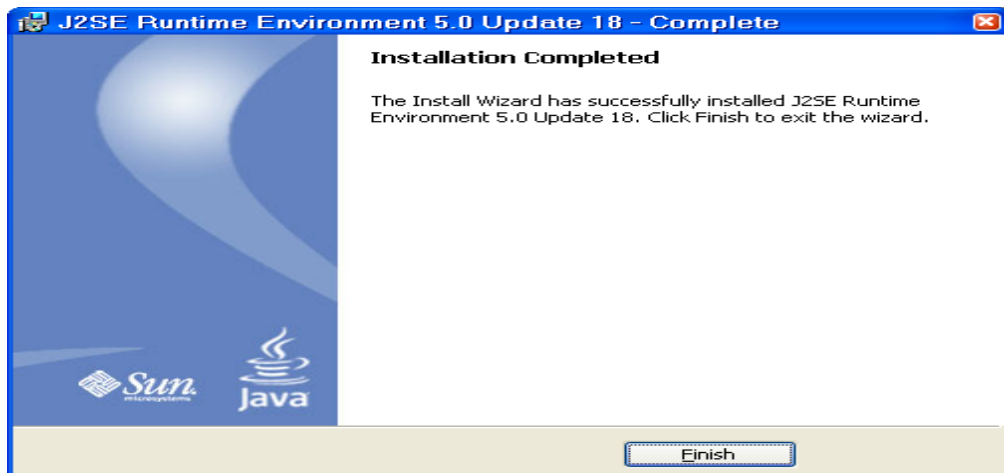 J2SE Runtime Environment 5.0 Update 18 - Complete
Installation Completed
The Install Wizard has successfully installed J2SE Runtime
Environment 5.0 Update 18. Click Finish to exit the wizard.
Sun
microsystems
Java
Finish